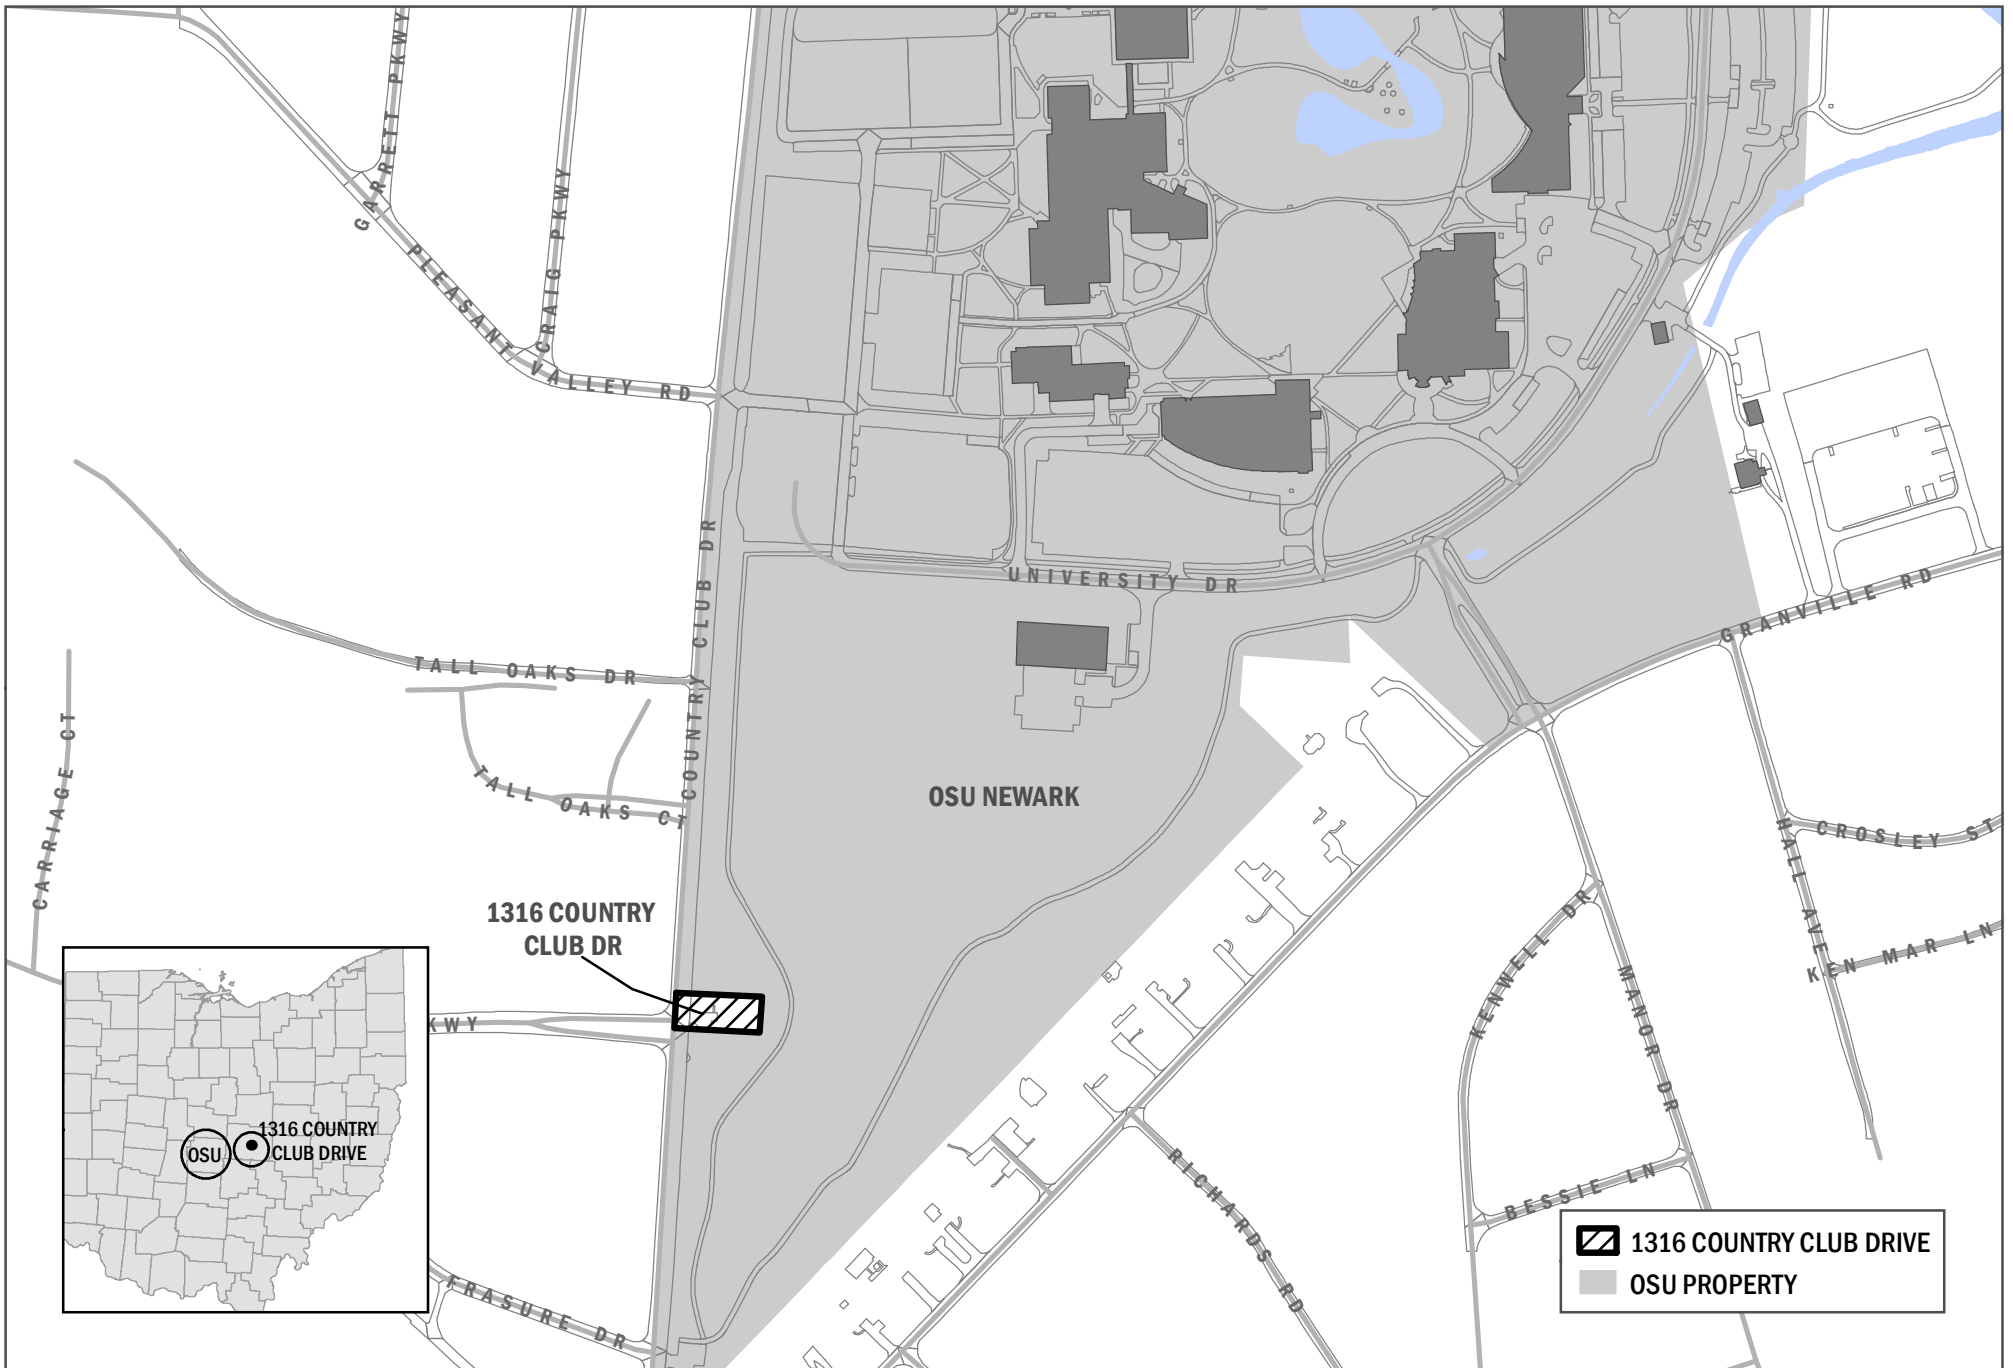 GARRETT PKWY
CRAIG PKWY
PLEASANT VALLEY RD
COUNTRY CLUB DR
UNIVERSITY DR
GRANVILLE RD
TALL OAKS DR
TALL OAKS CT
CARRIAGE CT
OSU NEWARK
HALL AVE
CROSLEY ST
KEN MAR LN
KENWELL DR
MANOR DR
1316 COUNTRY
CLUB DR
KWY
1316 COUNTRY
CLUB DRIVE
OSU
RICHARDS RD
BESSIE LN
FRASURE DR
1316 COUNTRY CLUB DRIVE
OSU PROPERTY